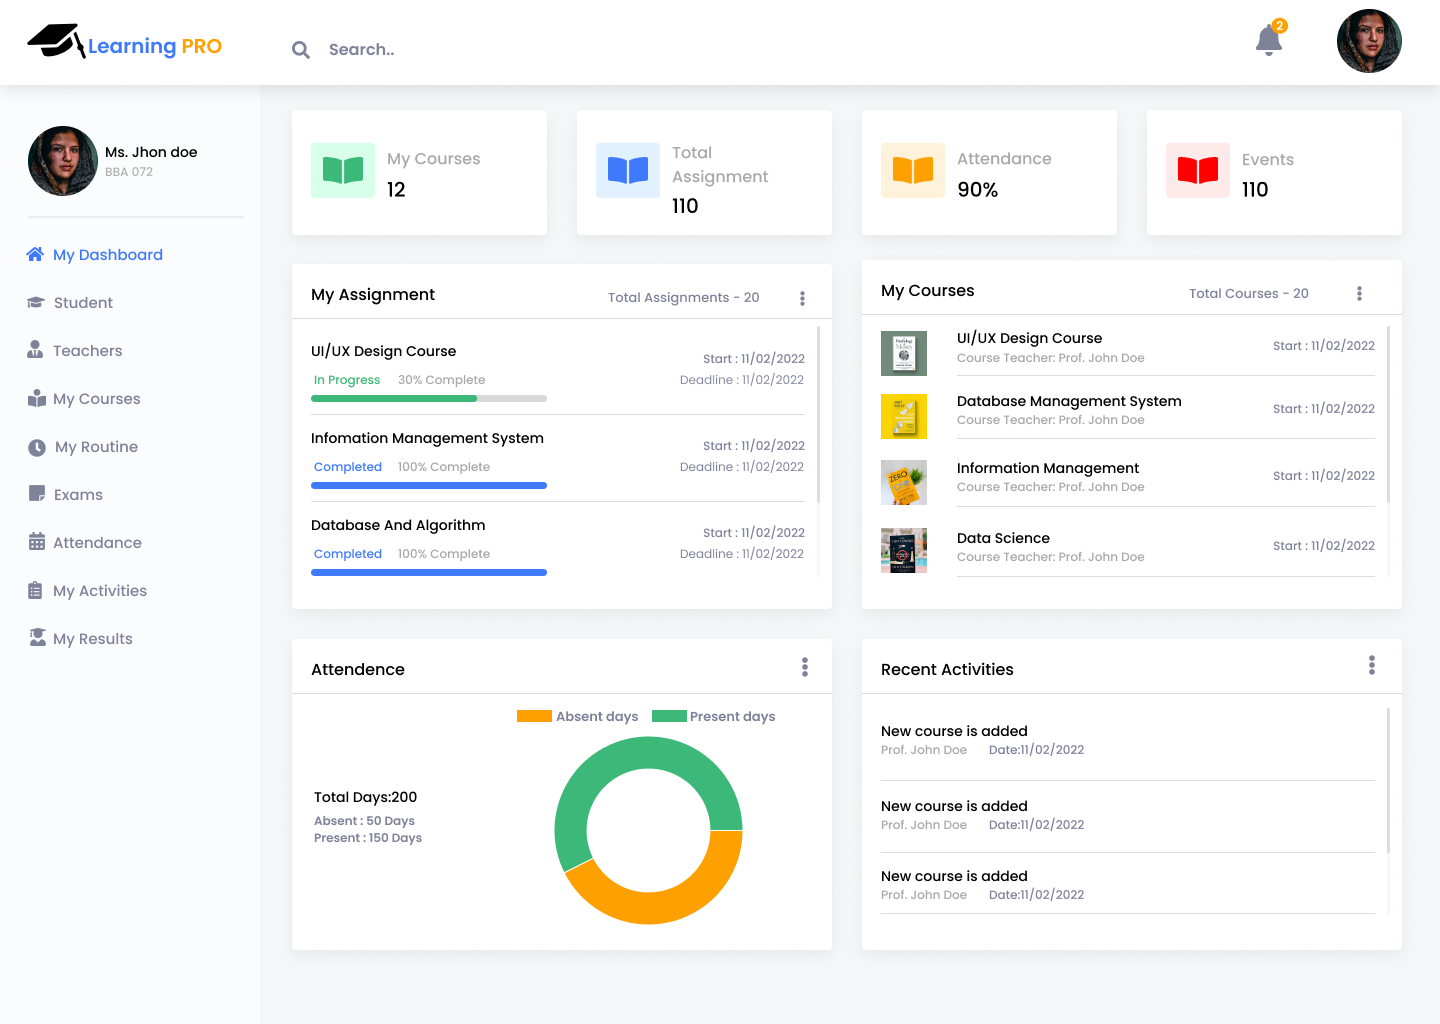 Learning PRO
Search..
2
Ms. Jhon doe
BBA 072
My Dashboard
Student
Teachers
My Courses
My Routine
Exams
Attendance
My Activities
My Results
My Courses
12
Total
Assignment
110
Attendance
90%
Events
110
My Assignment
Total Assignments - 20
UI/UX Design Course
Start : 11/02/2022
In Progress 30% Complete
Deadline : 11/02/2022
Infomation Management System
Start : 11/02/2022
Completed 100% Complete
Deadline : 11/02/2022
Database And Algorithm
Start : 11/02/2022
Completed 100% Complete
Deadline : 11/02/2022
My Courses
Total Courses - 20
UI/UX Design Course
Course Teacher: Prof. John Doe
Start : 11/02/2022
Database Management System
Course Teacher: Prof. John Doe
Start : 11/02/2022
ZERO
Information Management
Course Teacher: Prof. John Doe
Start : 11/02/2022
Data Science
Course Teacher: Prof. John Doe
Start : 11/02/2022
Attendence
Absent days Present days
Total Days:200
Absent : 50 Days
Present : 150 Days
Recent Activities
New course is added
Prof. John Doe Date:11/02/2022
New course is added
Prof. John Doe Date:11/02/2022
New course is added
Prof. John Doe Date:11/02/2022